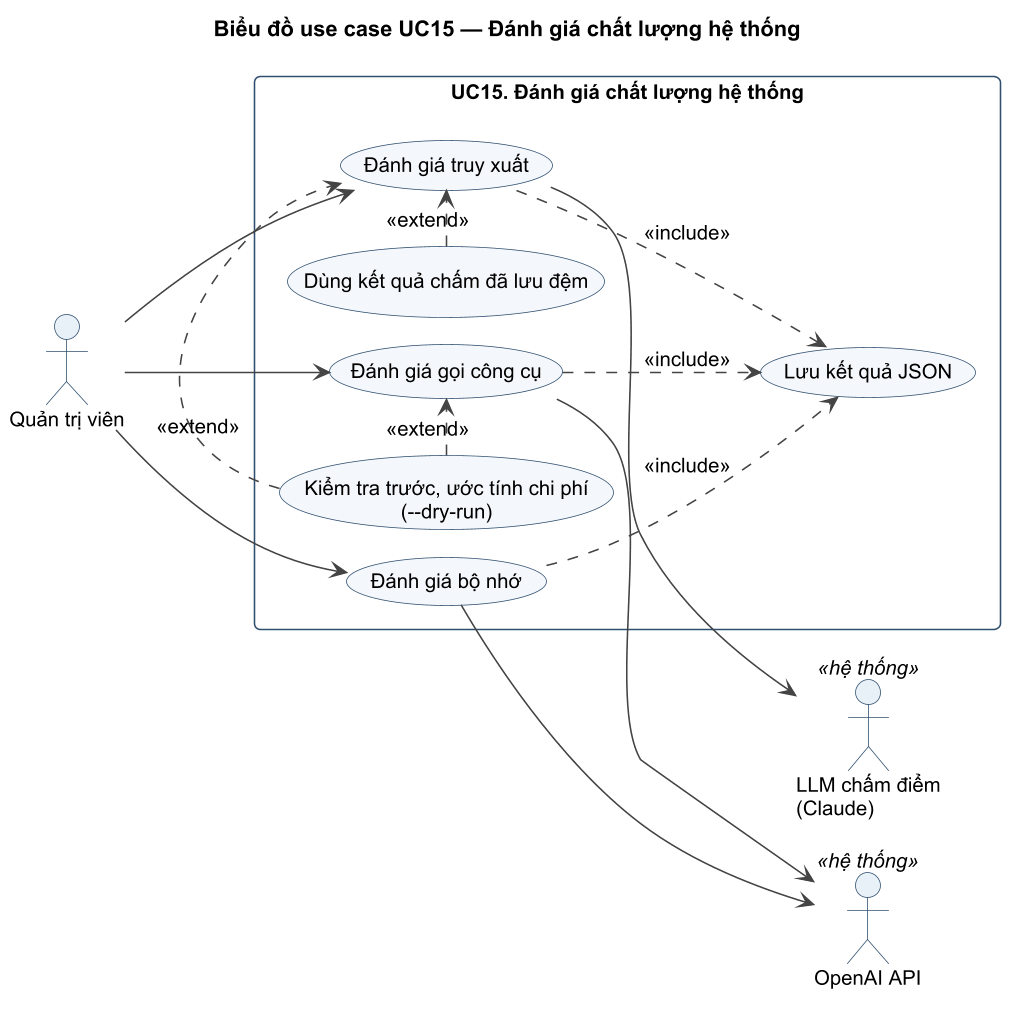 Biểu đồ use case UC15 — Đánh giá chất lượng hệ thống
UC15. Đánh giá chất lượng hệ thống
Đánh giá truy xuất
«extend»
«include»
Dùng kết quả chấm đã lưu đệm
Đánh giá gọi công cụ
«include»
Lưu kết quả JSON
Quản trị viên
«extend»
«extend»
«include»
Kiểm tra trước, ước tính chi phí
(--dry-run)
Đánh giá bộ nhớ
«hệ thống»
LLM chấm điểm
(Claude)
«hệ thống»
OpenAI API